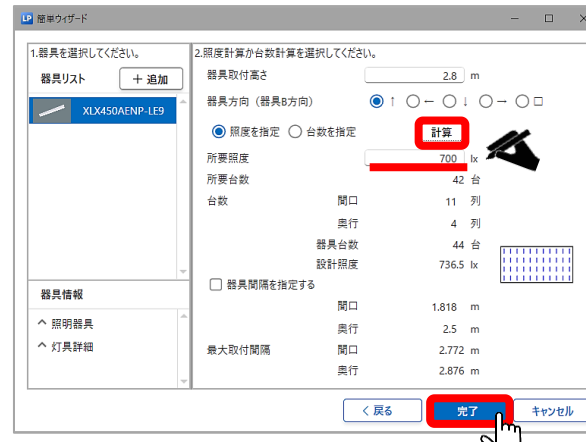 LP 簡単ウィザード
1.器具を選択してください。
器具リスト
＋ 追加
XLX450AENP-LE9
器具情報
照明器具
灯具詳細
2.照度計算か台数計算を選択してください。
器具取付高さ 2.8 m
器具方向（器具B方向） ↑ ← ↓ → □
照度を指定 台数を指定 計算
所要照度 700 lx
所要台数 42 台
台数 間口 11 列
奥行 4 列
器具台数 44 台
設計照度 736.5 lx
器具間隔を指定する
間口 1.818 m
奥行 2.5 m
最大取付間隔 間口 2.772 m
奥行 2.876 m
< 戻る 完了 キャンセル